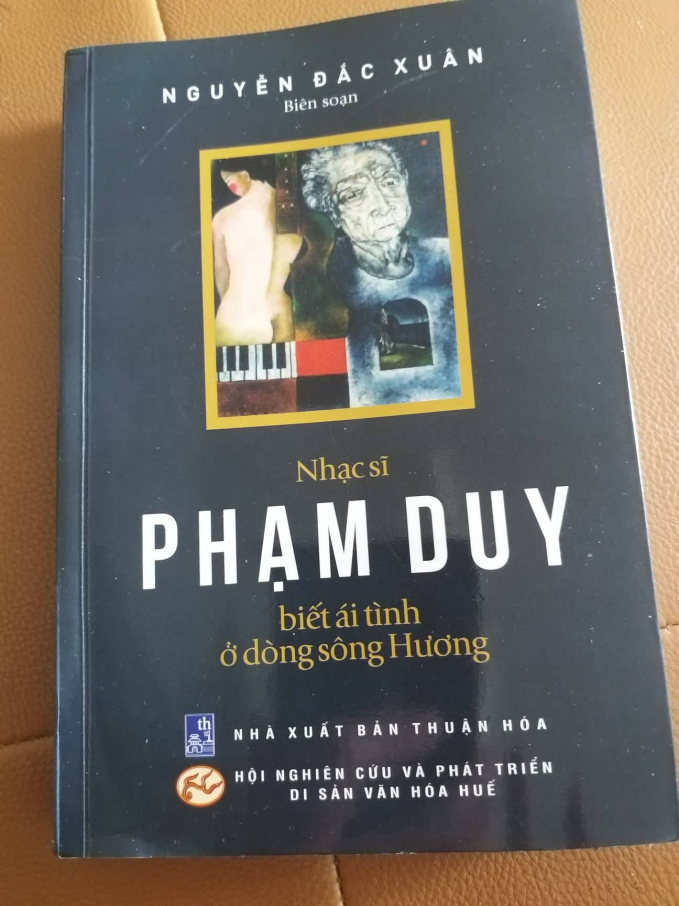 NGUYỄN ĐẮC XUÂN
Biên soạn
Nhạc sĩ
PHẠM DUY
biết ái tình
ở dòng sông Hương
th
NHÀ XUẤT BẢN THUẬN HÓA
HỘI NGHIÊN CỨU VÀ PHÁT TRIỂN
DI SẢN VĂN HÓA HUẾ